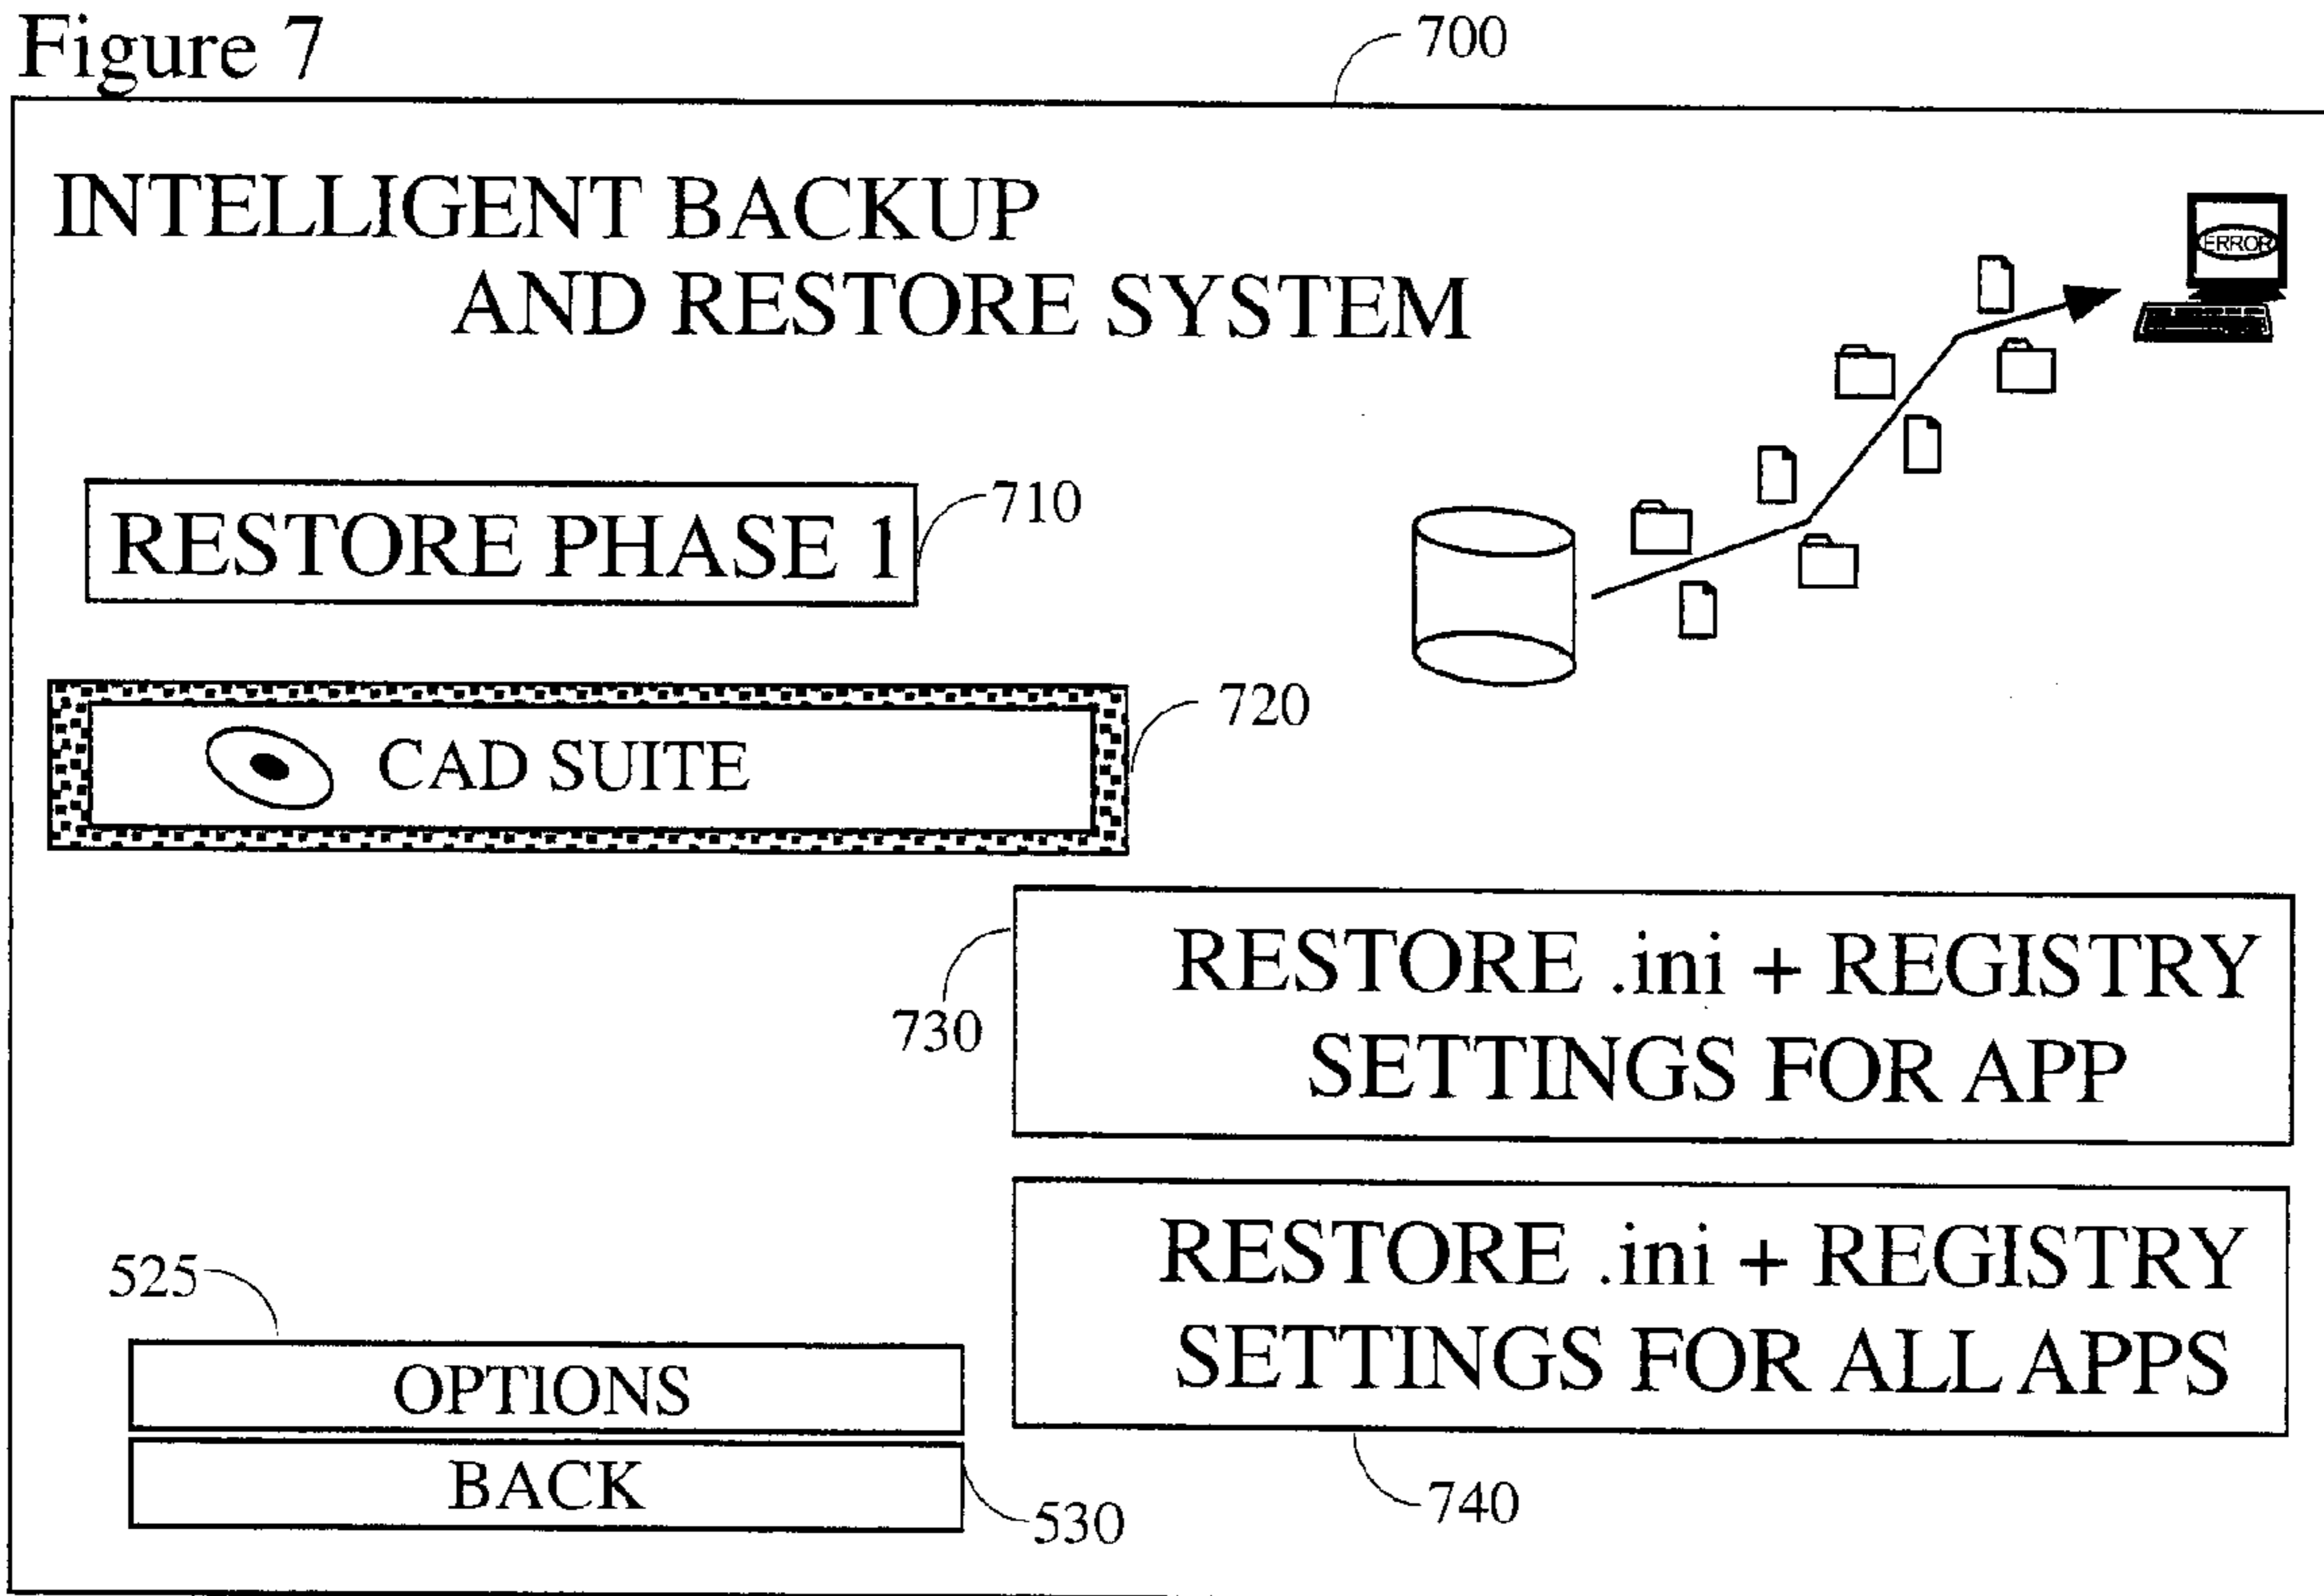 Figure 7
700
INTELLIGENT BACKUP
AND RESTORE SYSTEM
ERROR
RESTORE PHASE 1
710
CAD SUITE
720
RESTORE .ini + REGISTRY
SETTINGS FOR APP
730
RESTORE .ini + REGISTRY
SETTINGS FOR ALL APPS
740
525
OPTIONS
BACK
530